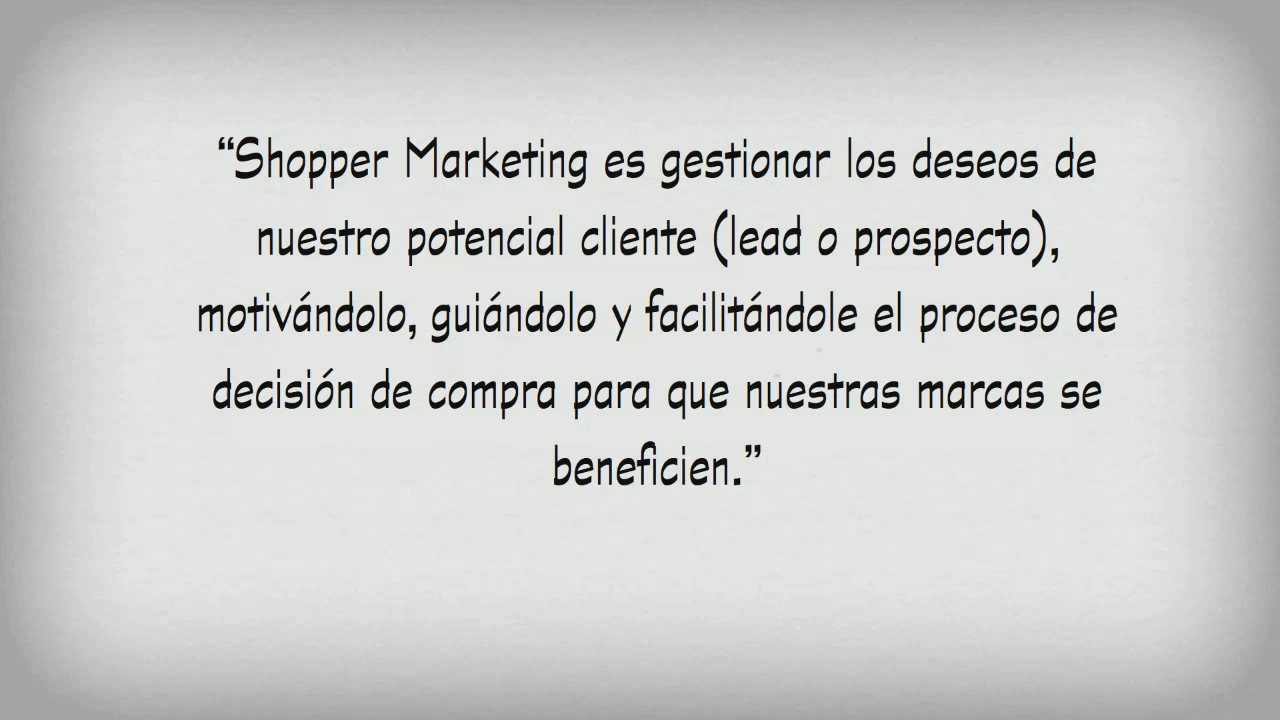 “Shopper Marketing es gestionar los deseos de
nuestro potencial cliente (lead o prospecto),
motivándolo, guiándolo y facilitándole el proceso de
decisión de compra para que nuestras marcas se
beneficien.”